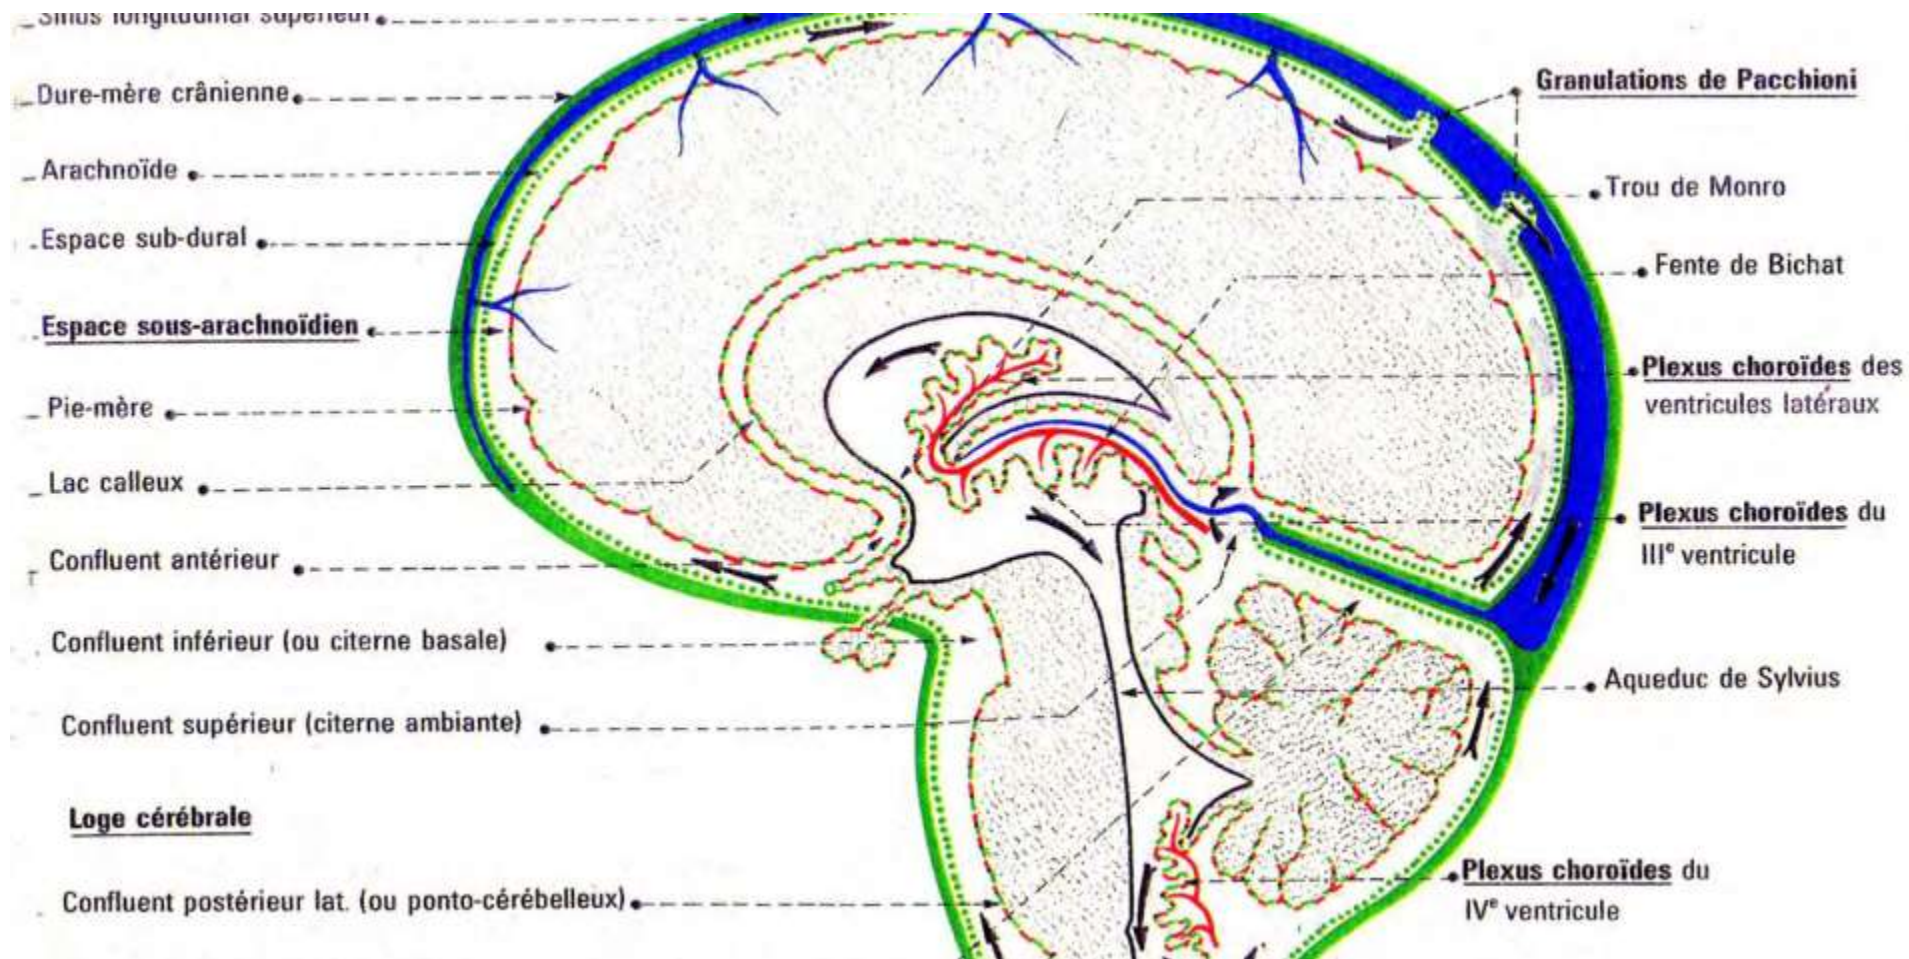 Sinus longitudinal supérieur
Dure-mère crânienne
Arachnoïde
Espace sub-dural
Espace sous-arachnoïdien
Pie-mère
Lac calleux
Confluent antérieur
Confluent inférieur (ou citerne basale)
Confluent supérieur (citerne ambiante)
Loge cérébrale
Confluent postérieur lat. (ou ponto-cérébelleux)
Granulations de Pacchioni
Trou de Monro
Fente de Bichat
Plexus choroïdes des
ventricules latéraux
Plexus choroïdes du
IIIe ventricule
Aqueduc de Sylvius
Plexus choroïdes du
IVe ventricule